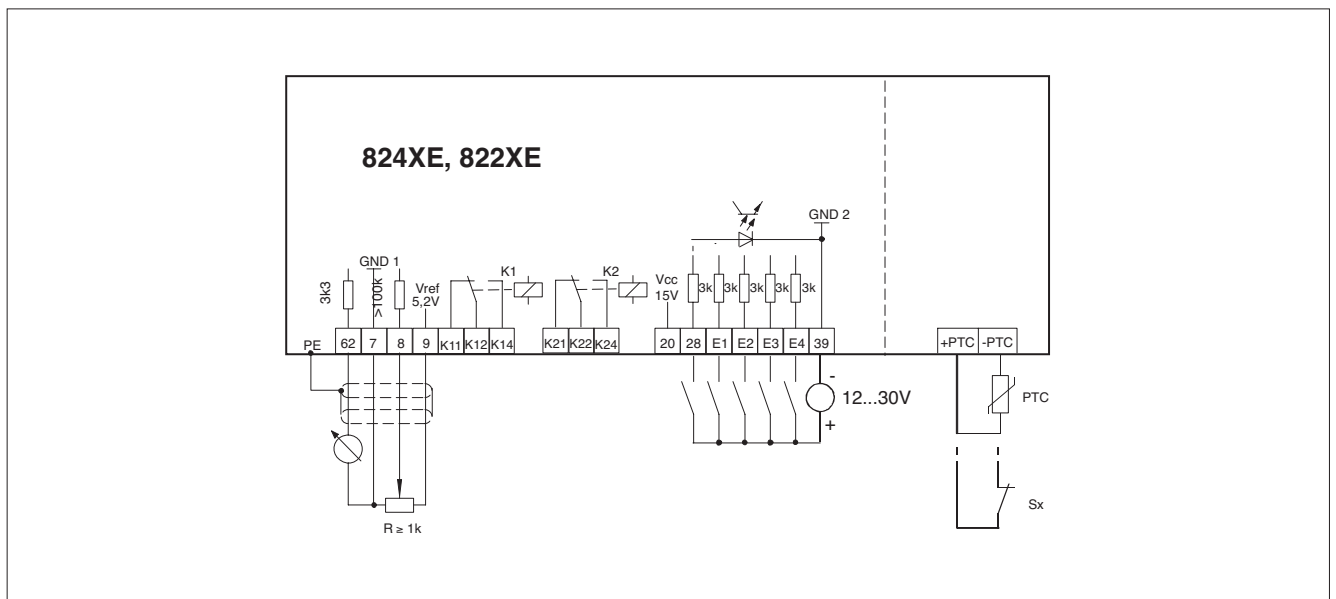 824XE, 822XE
GND 2
GND 1
K1
K2
3k3
>100k
Vref
5,2V
Vcc
15V
3k
3k
3k
3k
3k
PE
62 7 8 9 K11 K12 K14
K21 K22 K24
20 28 E1 E2 E3 E4 39
+PTC -PTC
-
12...30V
+
PTC
Sx
R ≥ 1k